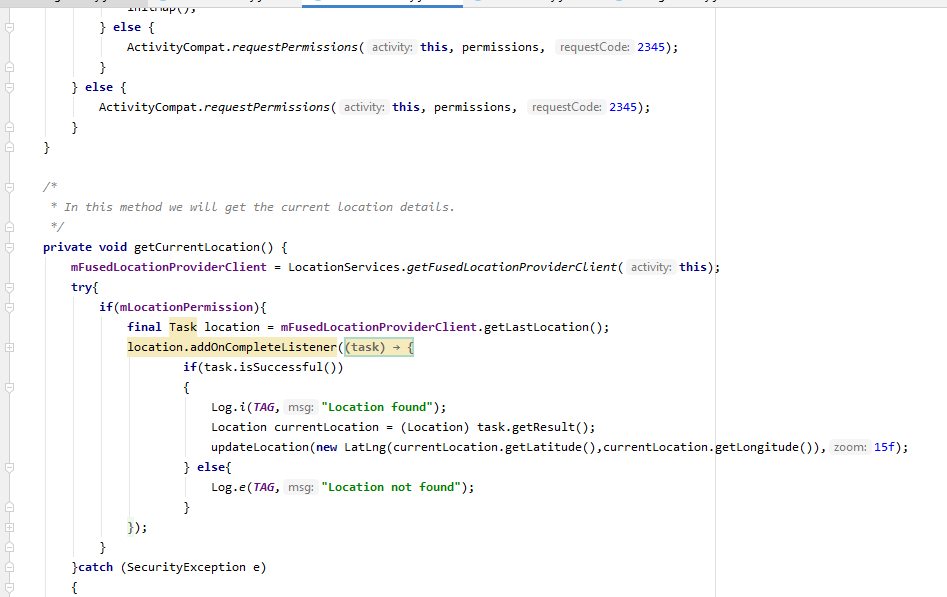 initMap();
} else {
ActivityCompat.requestPermissions( activity: this, permissions, requestCode: 2345);
}
} else {
ActivityCompat.requestPermissions( activity: this, permissions, requestCode: 2345);
}
}
/*
* In this method we will get the current location details.
*/
private void getCurrentLocation() {
mFusedLocationProviderClient = LocationServices.getFusedLocationProviderClient( activity: this);
try{
if(mLocationPermission){
final Task location = mFusedLocationProviderClient.getLastLocation();
location.addOnCompleteListener((task) → {
if(task.isSuccessful())
{
Log.i(TAG, msg: "Location found");
Location currentLocation = (Location) task.getResult();
updateLocation(new LatLng(currentLocation.getLatitude(),currentLocation.getLongitude()), zoom: 15f);
} else{
Log.e(TAG, msg: "Location not found");
}
});
}
}catch (SecurityException e)
{